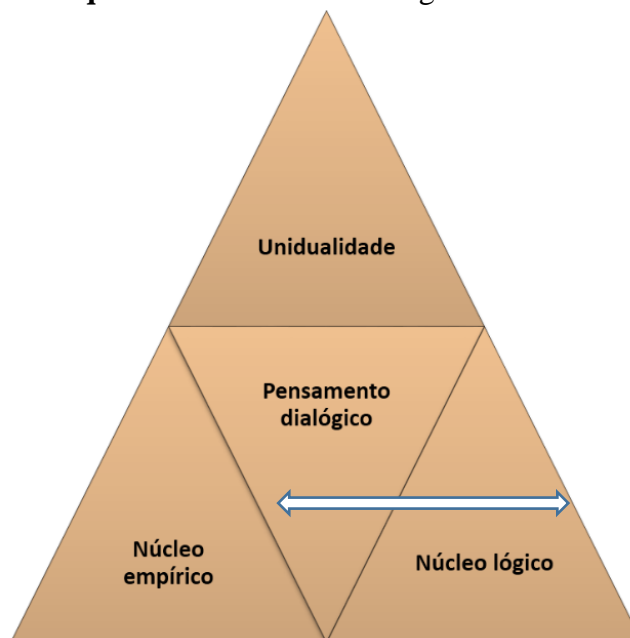 Unidualidade
Pensamento
dialógico
Núcleo
empírico
Núcleo lógico